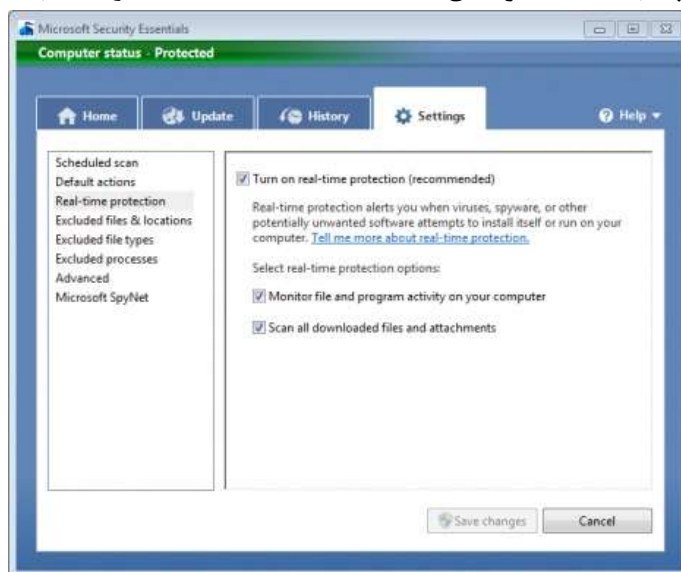 Microsoft Security Essentials
Computer status - Protected
Home
Update
History
Settings
Help
Scheduled scan
Default actions
Real-time protection
Excluded files & locations
Excluded file types
Excluded processes
Advanced
Microsoft SpyNet
Turn on real-time protection (recommended)
Real-time protection alerts you when viruses, spyware, or other
potentially unwanted software attempts to install itself or run on your
computer. Tell me more about real-time protection.
Select real-time protection options:
Monitor file and program activity on your computer
Scan all downloaded files and attachments
Save changes
Cancel